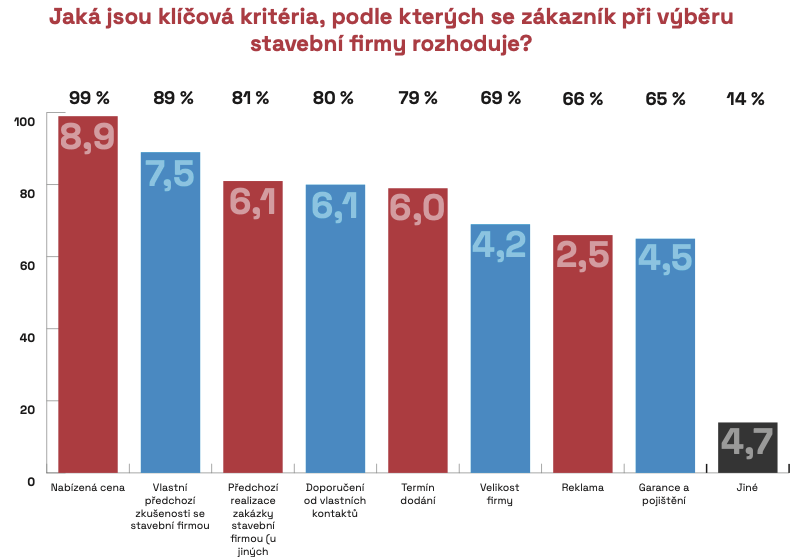 Jaká jsou klíčová kritéria, podle kterých se zákazník při výběru
stavební firmy rozhoduje?
99 % 89 % 81 % 80 % 79 % 69 % 66 % 65 % 14 %
100
80
60
40
20
0
8,9 7,5 6,1 6,1 6,0 4,2 2,5 4,5 4,7
Nabízená cena
Vlastní
předchozí
zkušenosti se
stavební firmou
Předchozí
realizace
zakázky
stavební
firmou (u
jiných
Doporučení
od vlastních
kontaktů
Termín
dodání
Velikost
firmy
Reklama
Garance a
pojištění
Jiné